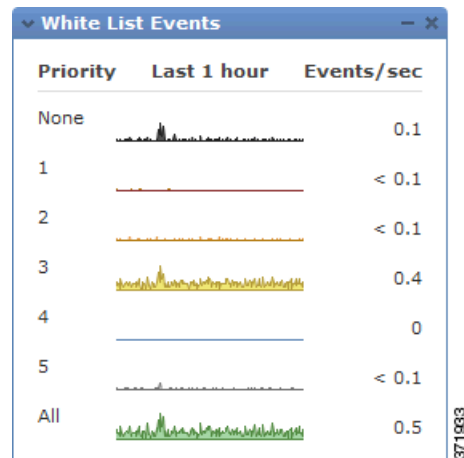 White List Events
Priority Last 1 hour Events/sec
None 0.1
1 < 0.1
2 < 0.1
3 0.4
4 0
5 < 0.1
All 0.5
371933